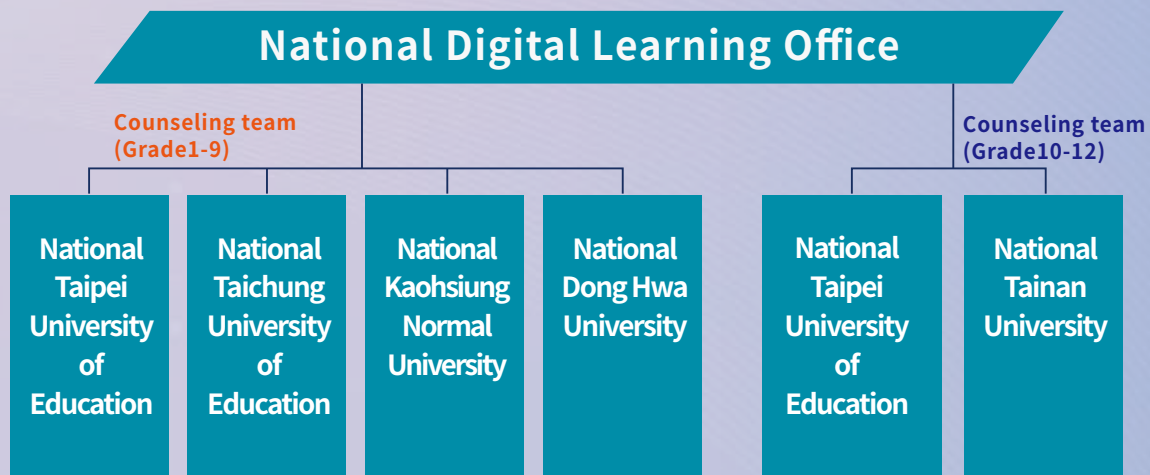 National Digital Learning Office
Counseling team
(Grade1-9)
Counseling team
(Grade10-12)
National
Taipei
University
of
Education
National
Taichung
University
of
Education
National
Kaohsiung
Normal
University
National
Dong Hwa
University
National
Taipei
University
of
Education
National
Tainan
University